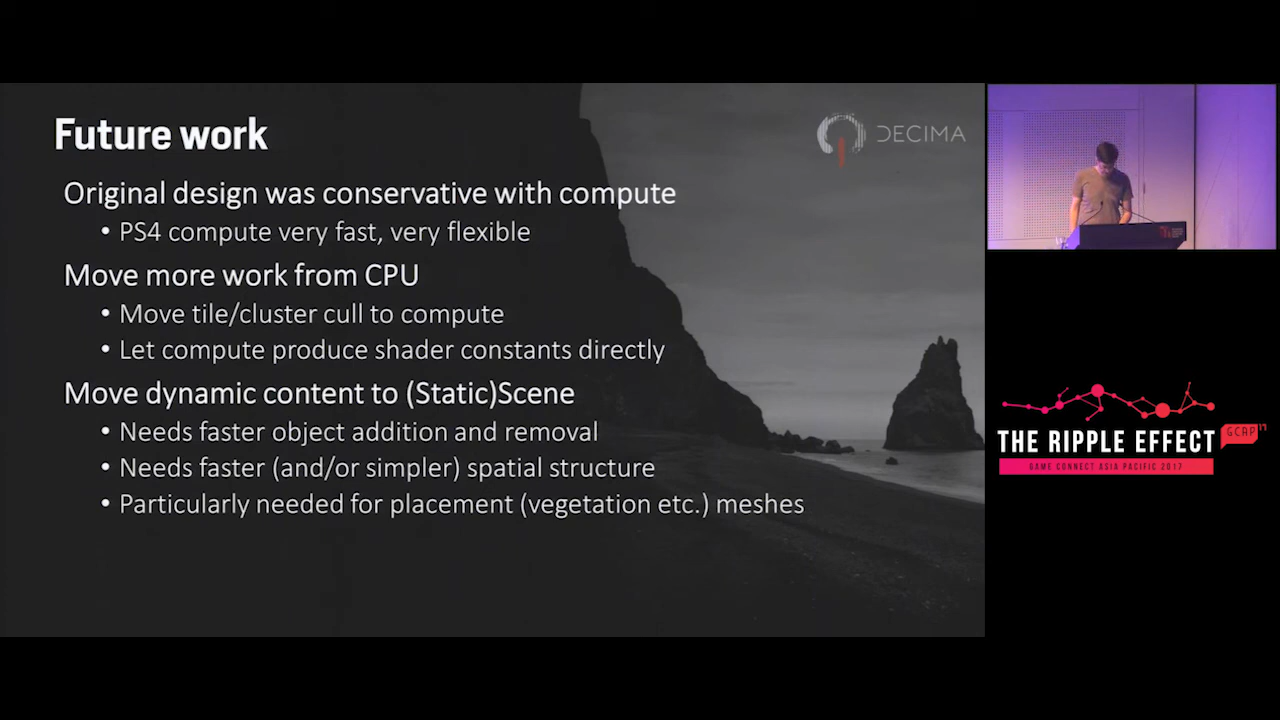 Future work
DECIMA
Original design was conservative with compute
• PS4 compute very fast, very flexible
Move more work from CPU
• Move tile/cluster cull to compute
• Let compute produce shader constants directly
Move dynamic content to (Static)Scene
• Needs faster object addition and removal
• Needs faster (and/or simpler) spatial structure
• Particularly needed for placement (vegetation etc.) meshes
THE RIPPLE EFFECT
GCAP17
GAME CONNECT ASIA PACIFIC 2017